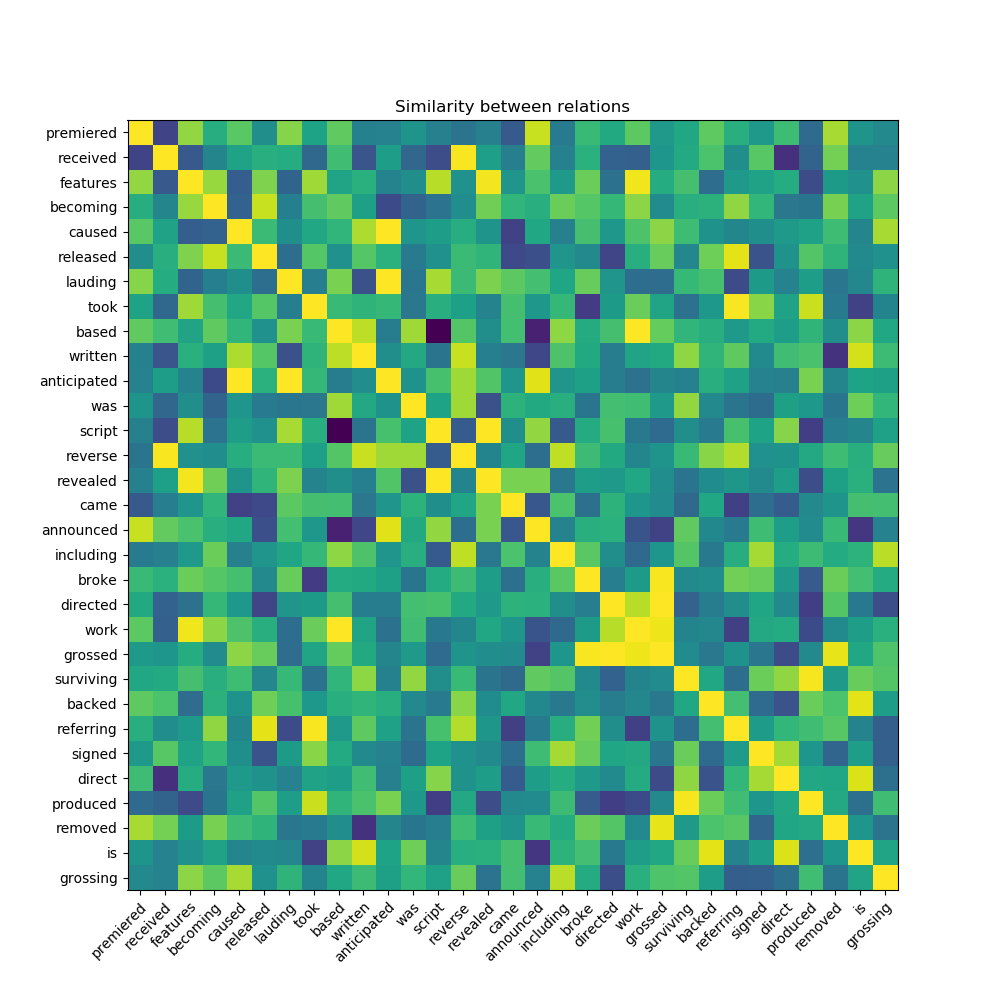 Similarity between relations
premiered
received
features
becoming
caused
released
lauding
took
based
written
anticipated
was
script
reverse
revealed
came
announced
including
broke
directed
work
grossed
surviving
backed
referring
signed
direct
produced
removed
is
grossing
premiered
received
features
becoming
caused
released
lauding
took
based
written
anticipated
was
script
reverse
revealed
came
announced
including
broke
directed
work
grossed
surviving
backed
referring
signed
direct
produced
removed
is
grossing